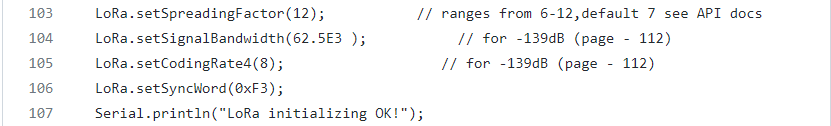 103 LoRa.setSpreadingFactor(12); // ranges from 6-12,default 7 see API docs
104 LoRa.setSignalBandwidth(62.5E3 ); // for -139dB (page - 112)
105 LoRa.setCodingRate4(8); // for -139dB (page - 112)
106 LoRa.setSyncWord(0xF3);
107 Serial.println("LoRa initializing OK!");